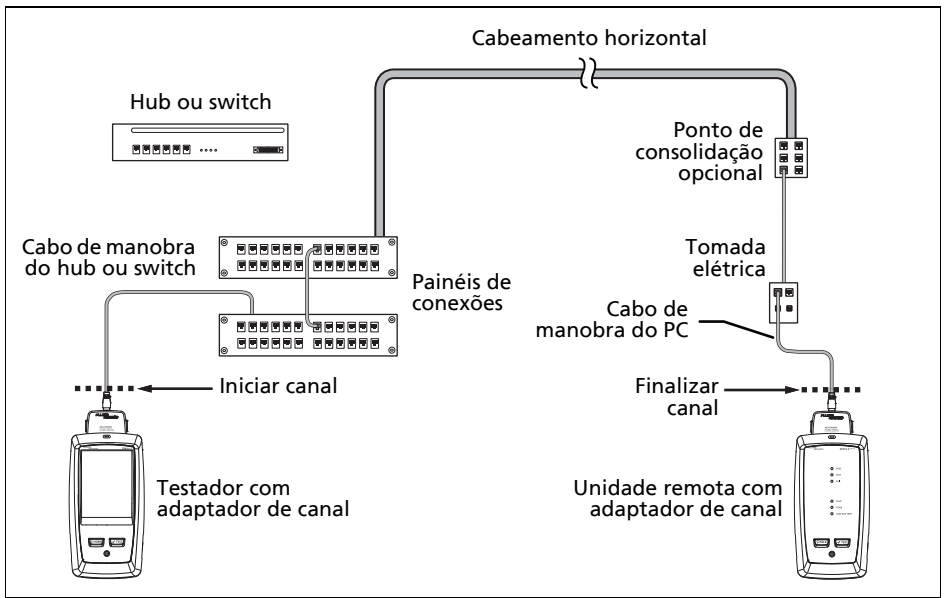 Cabeamento horizontal
Hub ou switch
Ponto de
consolidação
opcional
Cabo de manobra
do hub ou switch
Painéis de
conexões
Tomada
elétrica
Cabo de
manobra do PC
Iniciar canal
Finalizar
canal
Testador com
adaptador de canal
Unidade remota com
adaptador de canal